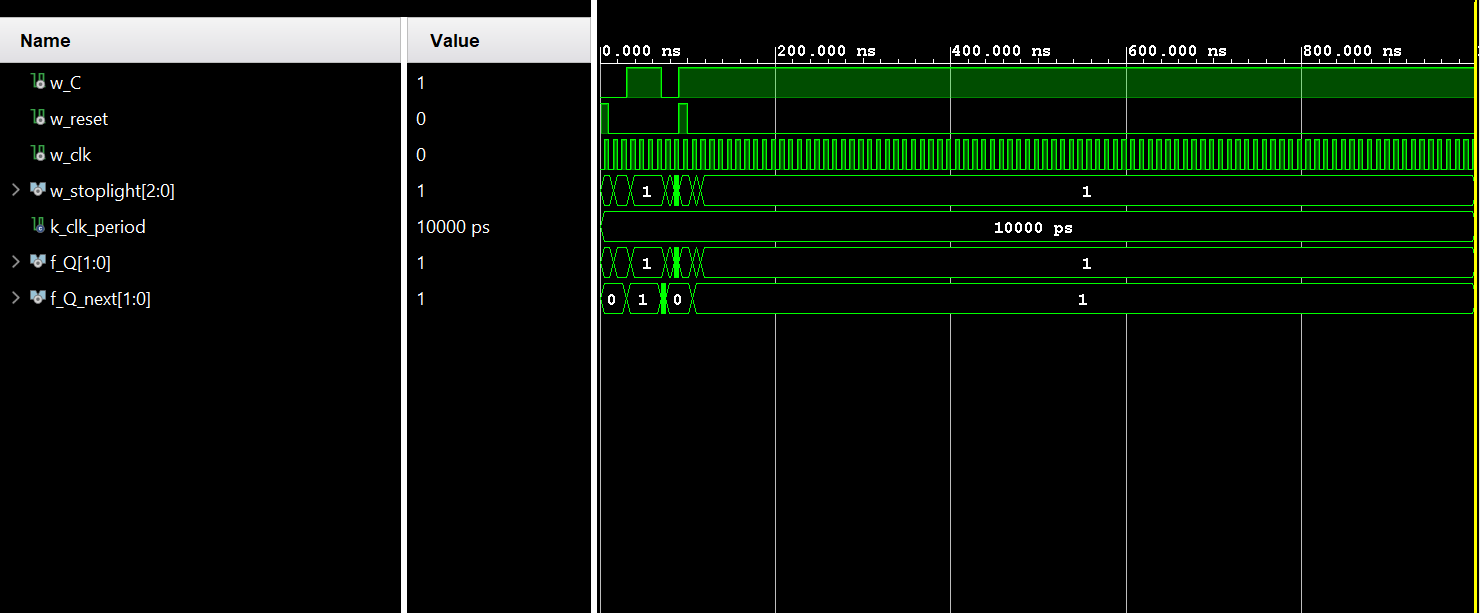 Name Value 0.000 ns 200.000 ns 400.000 ns 600.000 ns 800.000 ns
w_C 1
w_reset 0
w_clk 0
w_stoplight[2:0] 1 1 1
k_clk_period 10000 ps 10000 ps
f_Q[1:0] 1 1 1
f_Q_next[1:0] 1 0 1 0 1